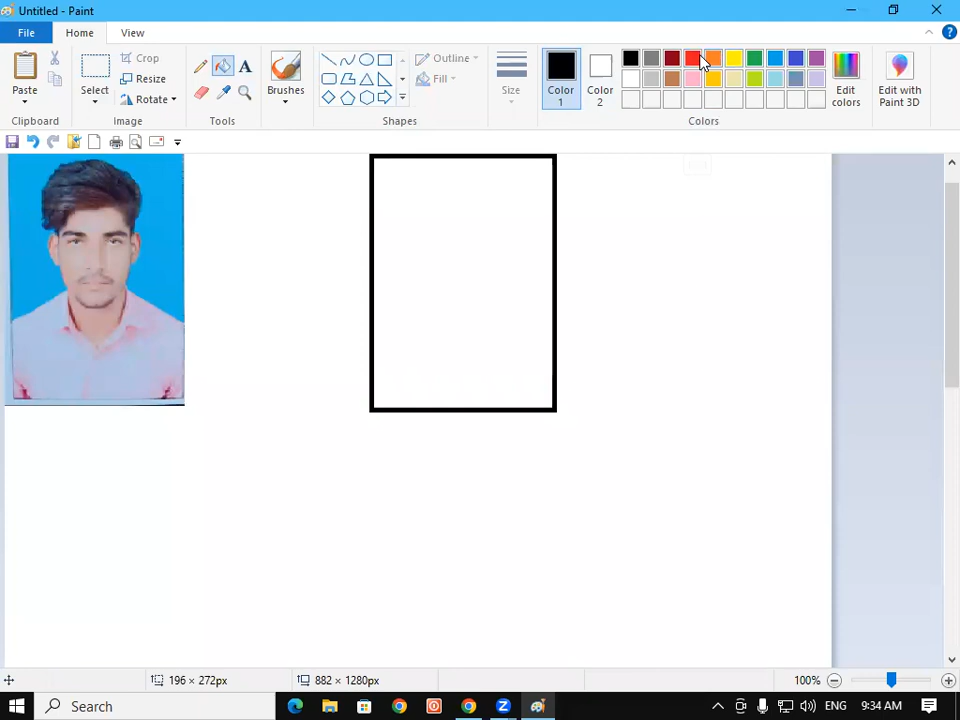 Untitled - Paint
File
Home
View
Paste
Clipboard
Select
Crop
Resize
Rotate
Image
A
Tools
Brushes
Shapes
Outline
Fill
Size
Color
1
Color
2
Colors
Edit
colors
Edit with
Paint 3D
196 × 272px
882 × 1280px
100%
Search
ENG
9:34 AM